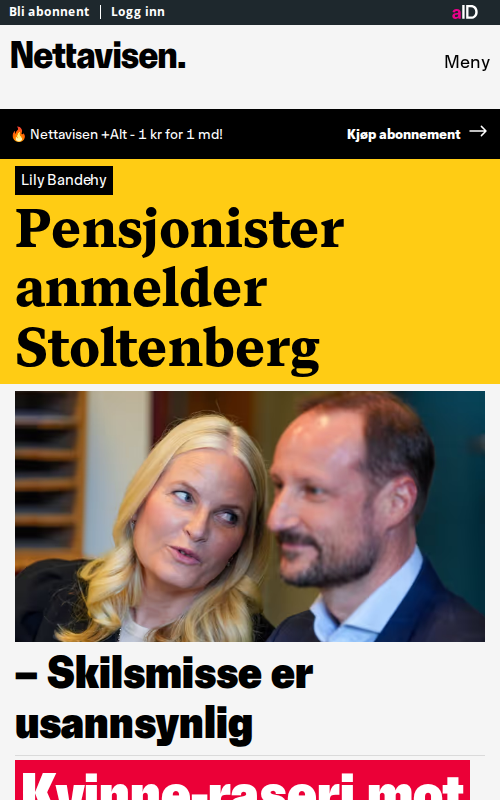 Bli abonnent | Logg inn
aID
Nettavisen.
Meny
🔥 Nettavisen +Alt - 1 kr for 1 md!
Kjøp abonnement →
Lily Bandehy
Pensjonister
anmelder
Stoltenberg
– Skilsmisse er
usannsynlig
Kvinne-raseri mot